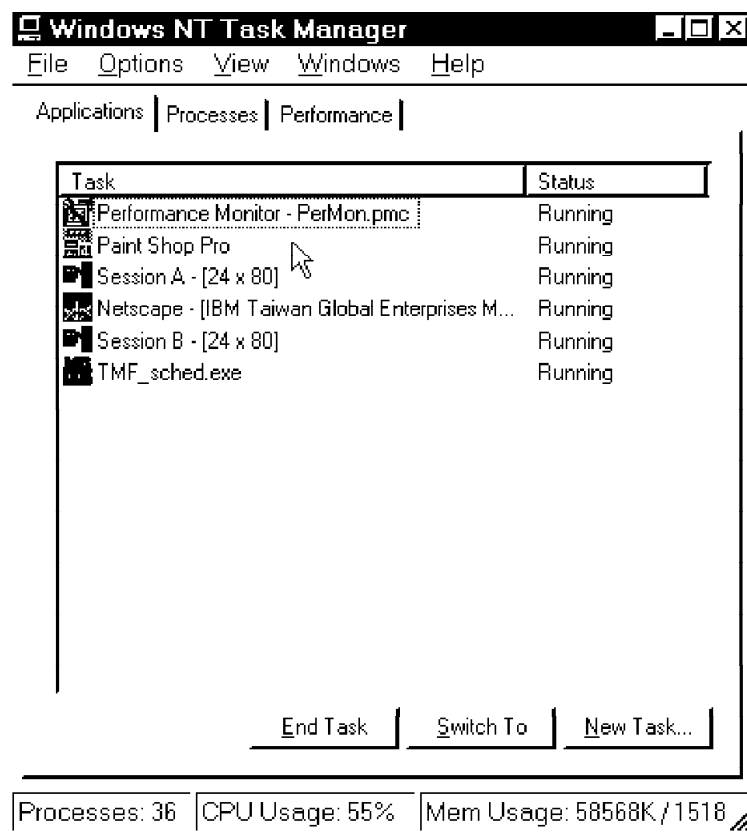 Windows NT Task Manager
File Options View Windows Help
Applications Processes Performance
Task Status
Performance Monitor - PerMon.pmc Running
Paint Shop Pro Running
Session A - [24 x 80] Running
Netscape - [IBM Taiwan Global Enterprises M... Running
Session B - [24 x 80] Running
TMF_sched.exe Running
End Task Switch To New Task...
Processes: 36 CPU Usage: 55% Mem Usage: 58568K / 1518